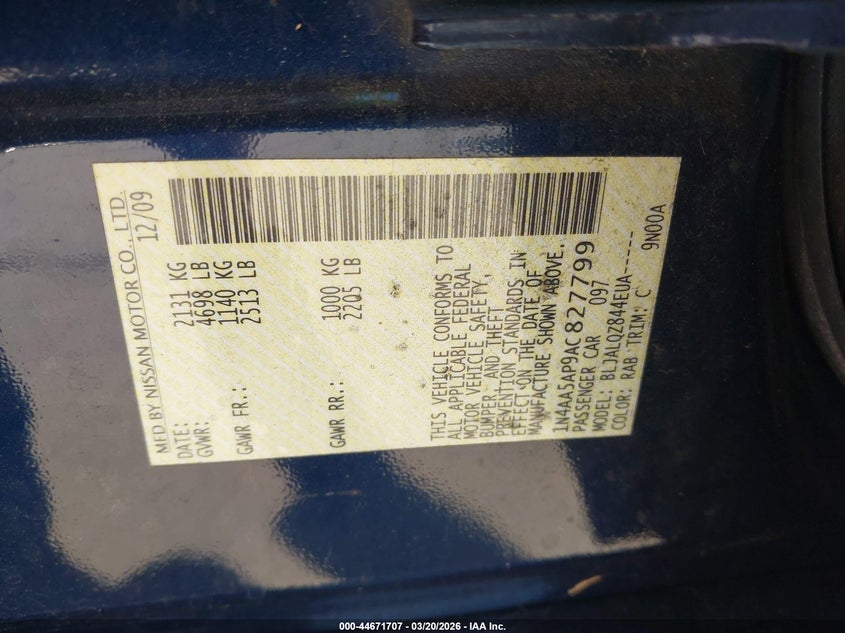 MFD BY NISSAN MOTOR CO., LTD.
DATE: 12/09
GVWR: 2131 KG
4698 LB
GAWR FR.: 1140 KG
2513 LB
GAWR RR.: 1000 KG
2205 LB
THIS VEHICLE CONFORMS TO
ALL APPLICABLE FEDERAL
MOTOR VEHICLE SAFETY,
BUMPER, AND THEFT
PREVENTION STANDARDS IN
EFFECT ON THE DATE OF
MANUFACTURE SHOWN ABOVE.
1N4AA5AP9AC827799
PASSENGER CAR 097
MODEL: BLJALQZ844EUA------
COLOR: RAB TRIM: C 9N00A
000-44671707 - 03/20/2026 - IAA Inc.